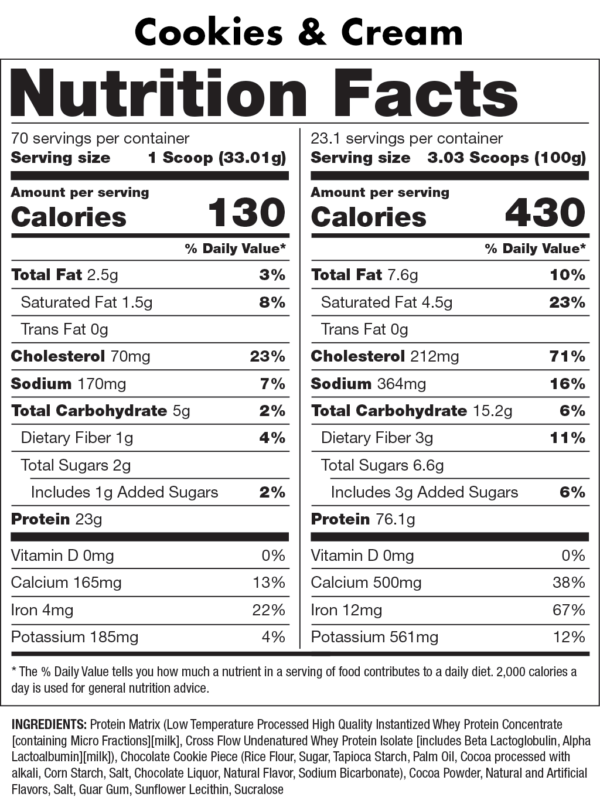 Cookies & Cream
Nutrition Facts
70 servings per container
Serving size 1 Scoop (33.01g)
Amount per serving
Calories 130
% Daily Value*
Total Fat 2.5g 3%
Saturated Fat 1.5g 8%
Trans Fat 0g
Cholesterol 70mg 23%
Sodium 170mg 7%
Total Carbohydrate 5g 2%
Dietary Fiber 1g 4%
Total Sugars 2g
Includes 1g Added Sugars 2%
Protein 23g
Vitamin D 0mg 0%
Calcium 165mg 13%
Iron 4mg 22%
Potassium 185mg 4%
23.1 servings per container
Serving size 3.03 Scoops (100g)
Amount per serving
Calories 430
% Daily Value*
Total Fat 7.6g 10%
Saturated Fat 4.5g 23%
Trans Fat 0g
Cholesterol 212mg 71%
Sodium 364mg 16%
Total Carbohydrate 15.2g 6%
Dietary Fiber 3g 11%
Total Sugars 6.6g
Includes 3g Added Sugars 6%
Protein 76.1g
Vitamin D 0mg 0%
Calcium 500mg 38%
Iron 12mg 67%
Potassium 561mg 12%
* The % Daily Value tells you how much a nutrient in a serving of food contributes to a daily diet. 2,000 calories a
day is used for general nutrition advice.
INGREDIENTS: Protein Matrix (Low Temperature Processed High Quality Instantized Whey Protein Concentrate
[containing Micro Fractions][milk], Cross Flow Undenatured Whey Protein Isolate [includes Beta Lactoglobulin, Alpha
Lactoalbumin][milk]), Chocolate Cookie Piece (Rice Flour, Sugar, Tapioca Starch, Palm Oil, Cocoa processed with
alkali, Corn Starch, Salt, Chocolate Liquor, Natural Flavor, Sodium Bicarbonate), Cocoa Powder, Natural and Artificial
Flavors, Salt, Guar Gum, Sunflower Lecithin, Sucralose